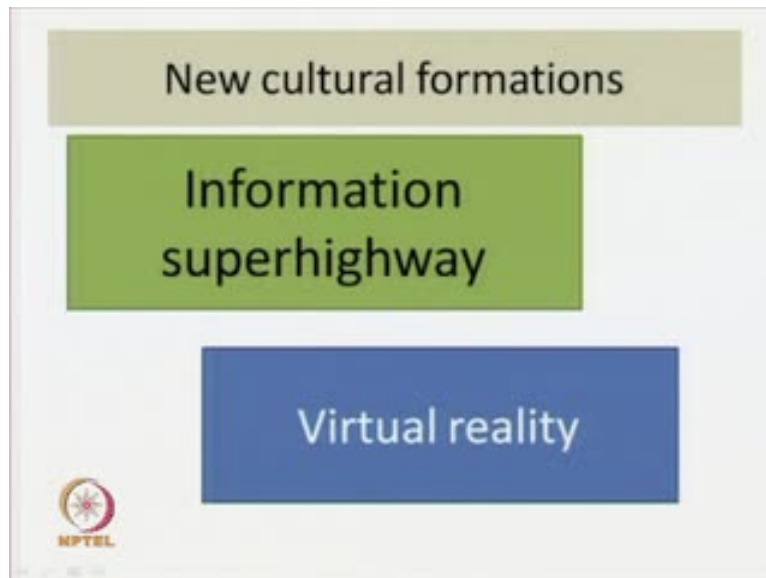 New cultural formations
Information
superhighway
Virtual reality
NPTEL